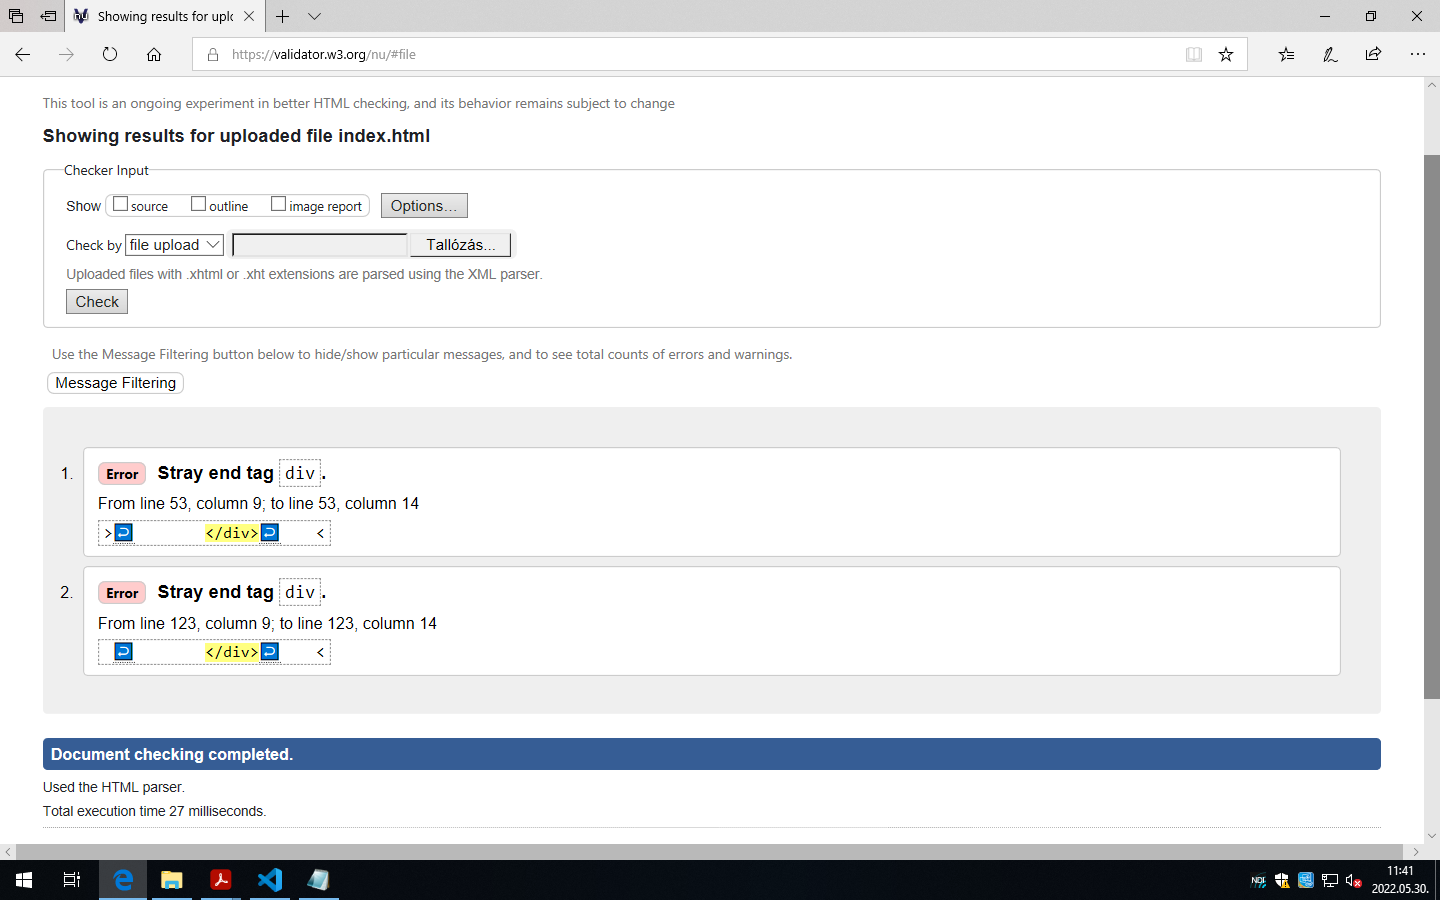 Showing results for uplo
https://validator.w3.org/nu/#file
This tool is an ongoing experiment in better HTML checking, and its behavior remains subject to change
Showing results for uploaded file index.html
Checker Input
Show source outline image report Options...
Check by file upload Tallózás...
Uploaded files with .xhtml or .xht extensions are parsed using the XML parser.
Check
Use the Message Filtering button below to hide/show particular messages, and to see total counts of errors and warnings.
Message Filtering
1. Error Stray end tag div.
From line 53, column 9; to line 53, column 14
>↩ </div>↩ <
2. Error Stray end tag div.
From line 123, column 9; to line 123, column 14
↩ </div>↩ <
Document checking completed.
Used the HTML parser.
Total execution time 27 milliseconds.
11:41
2022.05.30.